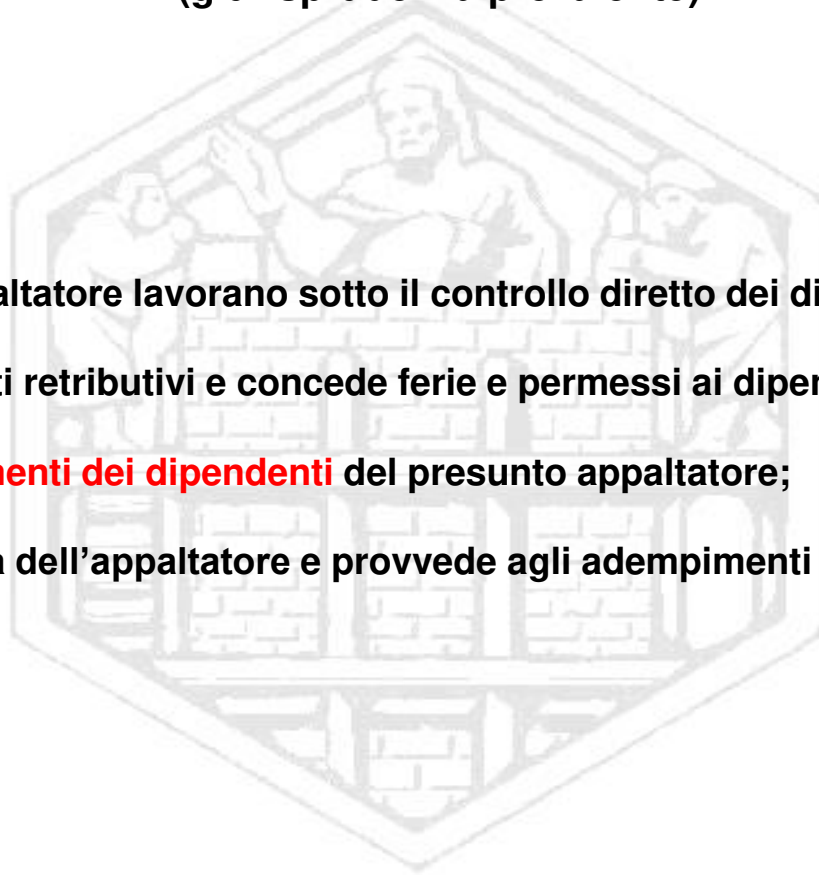 altatore lavorano sotto il controllo diretto dei di
ti retributivi e concede ferie e permessi ai dipen
enti dei dipendenti del presunto appaltatore;
dell’appaltatore e provvede agli adempimenti